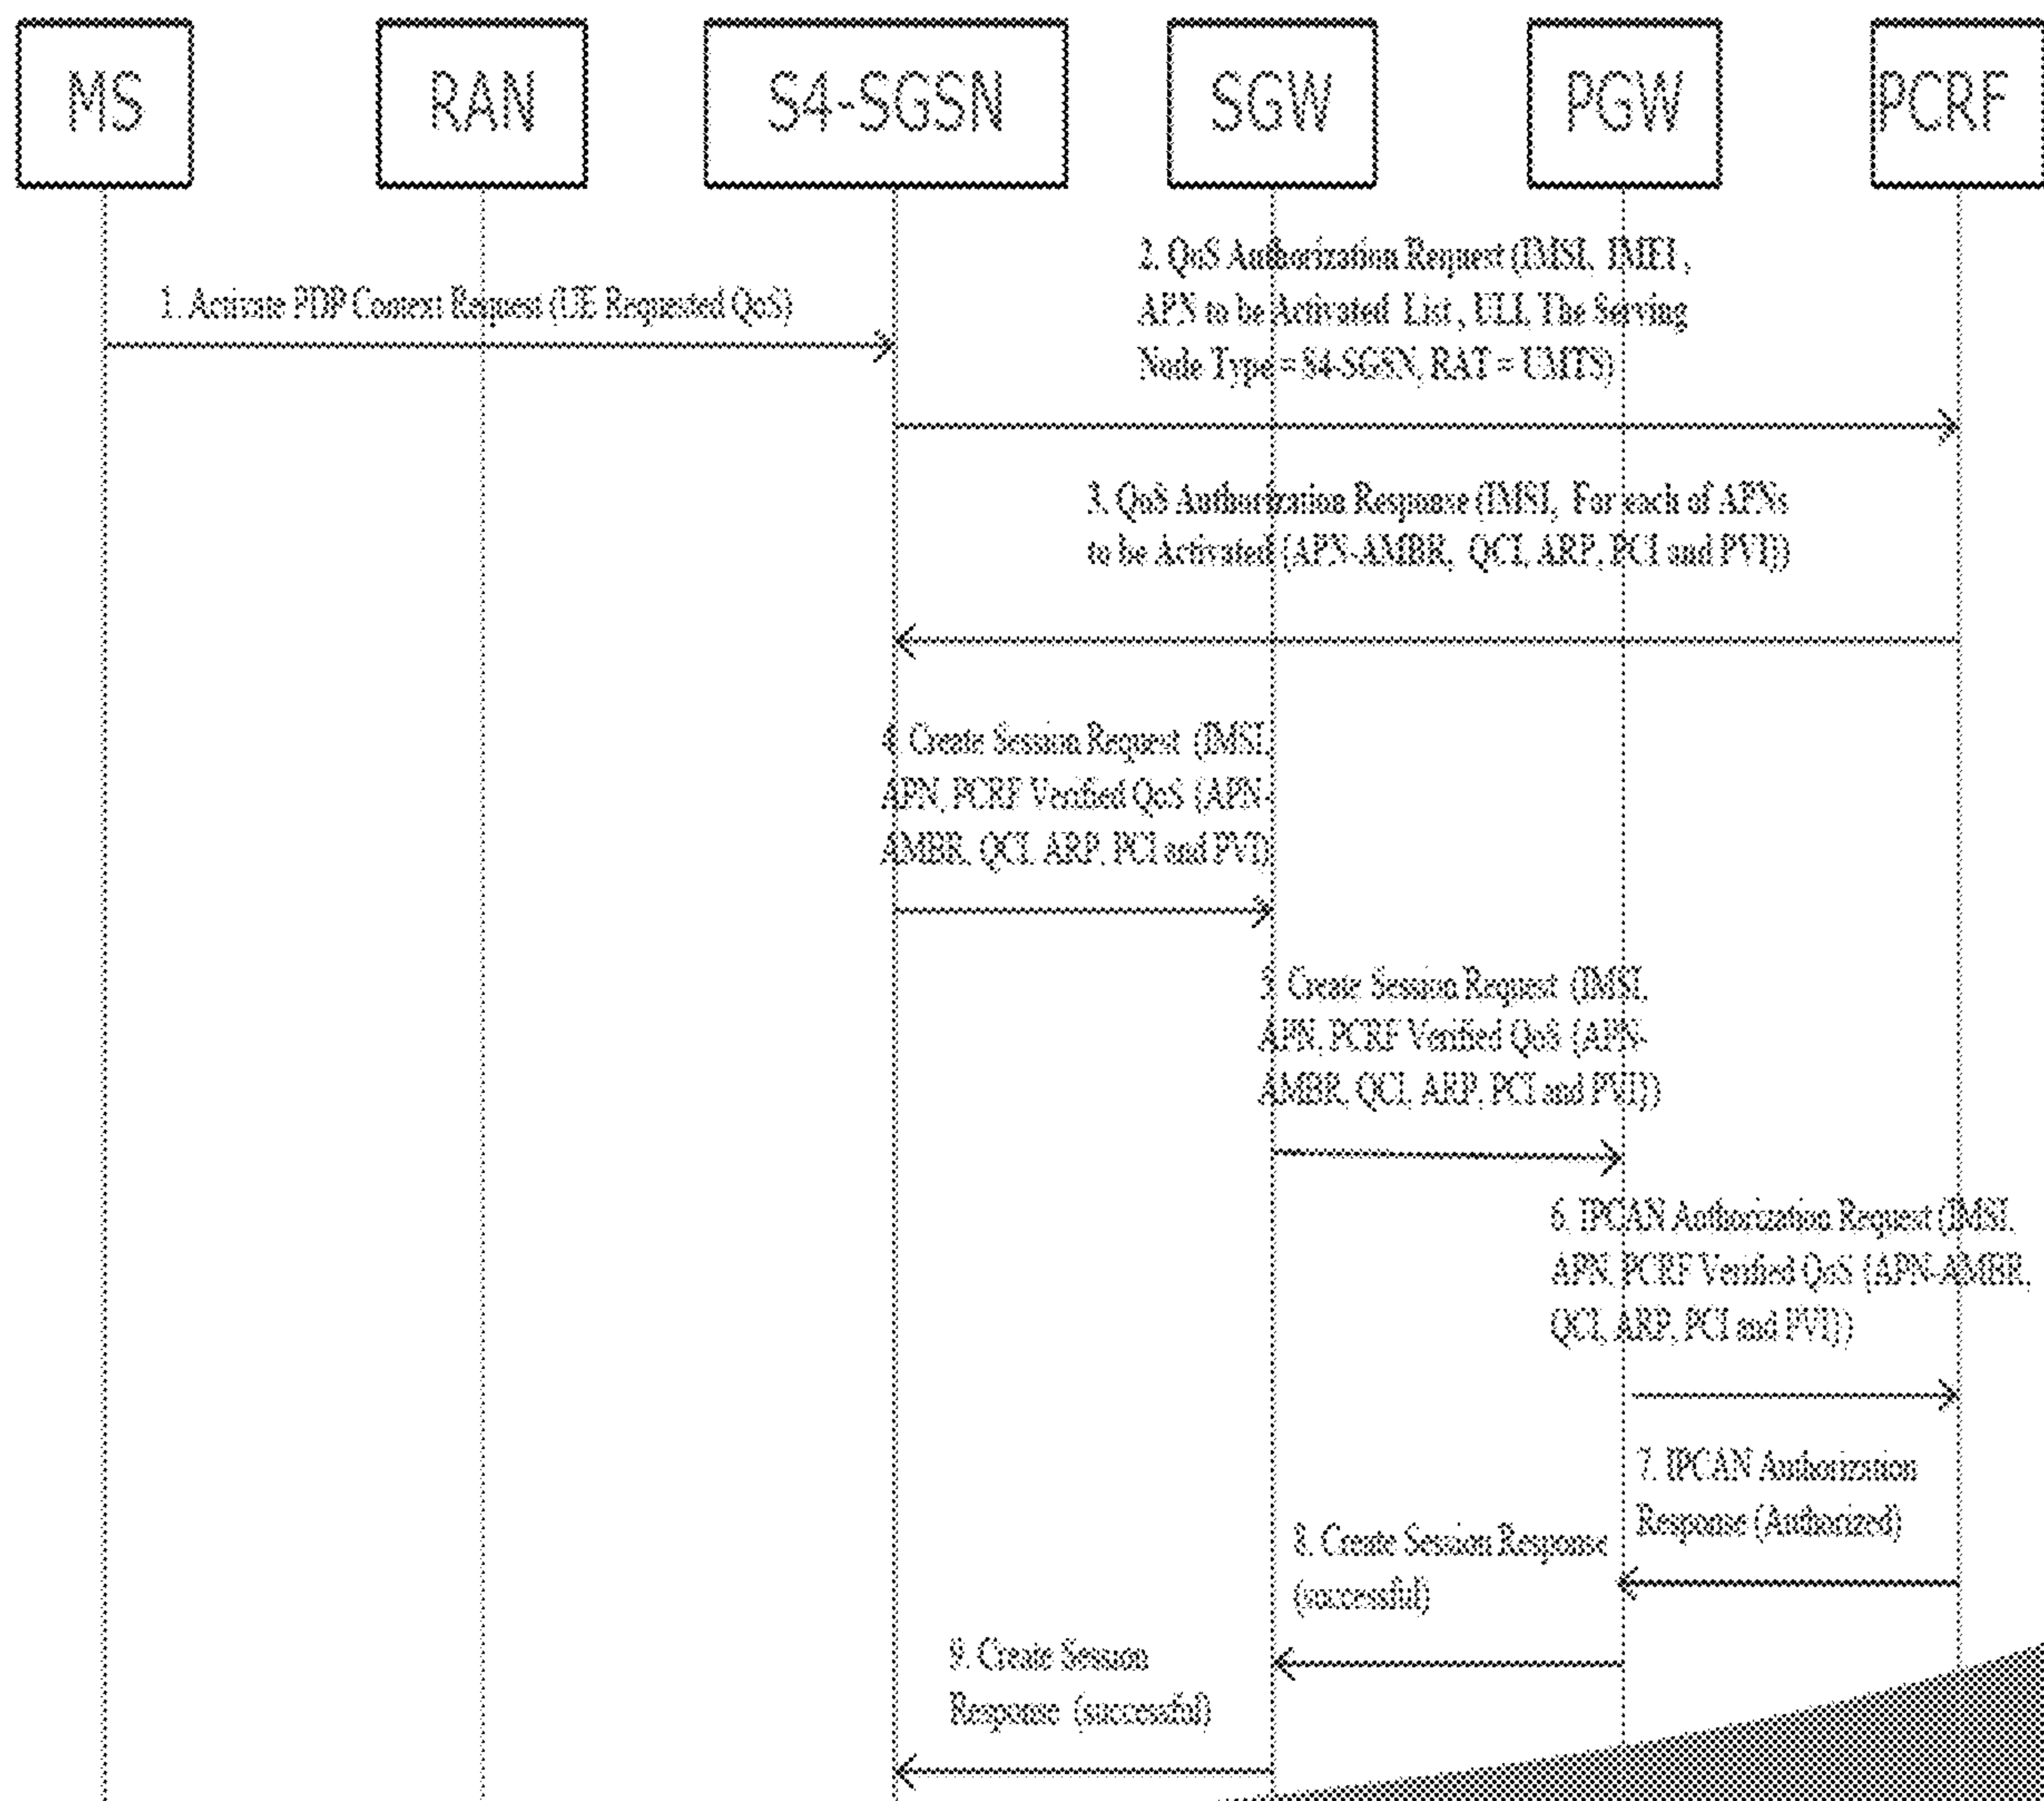 MS
RAN
S4-SGSN
SGW
PGW
PCRF
1. Activate PDP Context Request (UE Requested QoS)
2. QoS Authorization Request (IMSI, IMEI,
APN to be Activated List, ULI, The Serving
Node Type = S4-SGSN, RAT = UMTS)
3. QoS Authorization Response (IMSI, For each of APNs
to be Activated {APN-AMBR, QCI, ARP, PCI and PVI})
4. Create Session Request (IMSI,
APN, PCRF Verified QoS {APN-
AMBR, QCI, ARP, PCI and PVI}
5. Create Session Request (IMSI,
APN, PCRF Verified QoS {APN-
AMBR, QCI, ARP, PCI and PVI})
6. IPCAN Authorization Request (IMSI,
APN, PCRF Verified QoS {APN-AMBR,
QCI, ARP, PCI and PVI})
7. IPCAN Authorization
Response (Authorized)
8. Create Session Response
(successful)
9. Create Session
Response (successful)